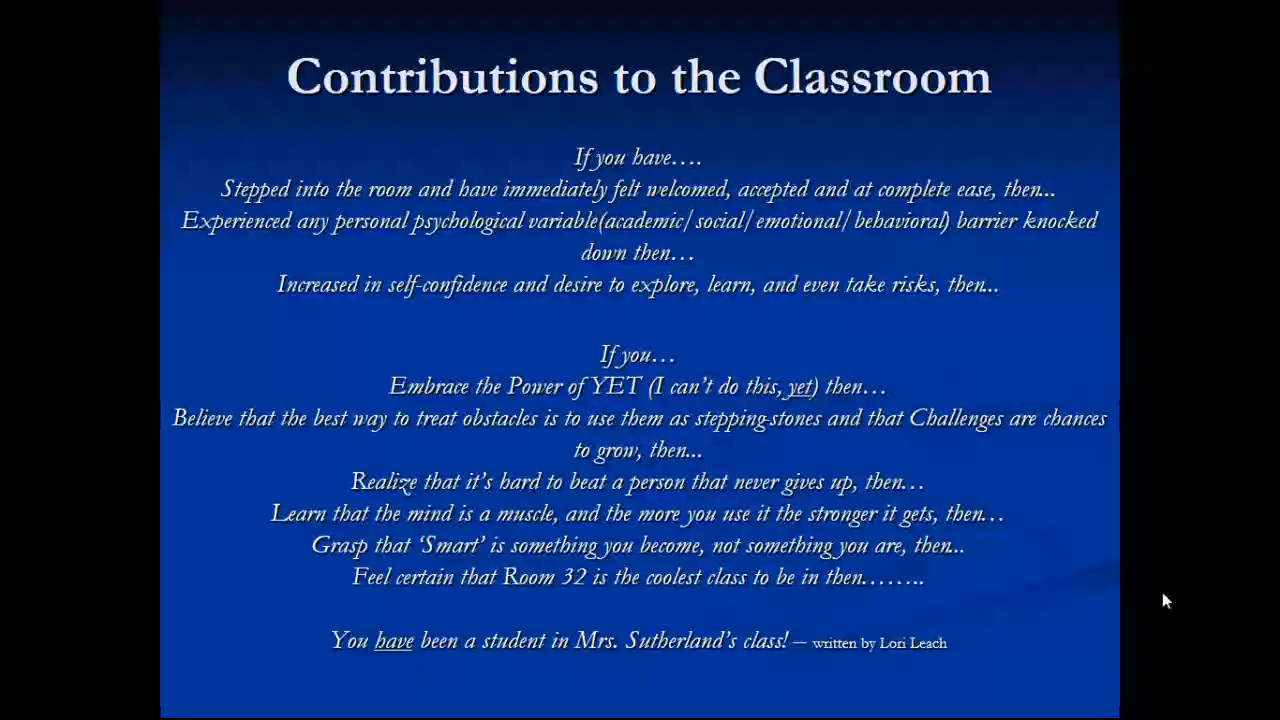 Contributions to the Classroom
If you have….
Stepped into the room and have immediately felt welcomed, accepted and at complete ease, then...
Experienced any personal psychological variable(academic/social/emotional/behavioral) barrier knocked
down then…
Increased in self-confidence and desire to explore, learn, and even take risks, then...
If you…
Embrace the Power of YET (I can't do this, yet) then…
Believe that the best way to treat obstacles is to use them as stepping-stones and that Challenges are chances
to grow, then...
Realize that it's hard to beat a person that never gives up, then…
Learn that the mind is a muscle, and the more you use it the stronger it gets, then…
Grasp that 'Smart' is something you become, not something you are, then...
Feel certain that Room 32 is the coolest class to be in then……..
You have been a student in Mrs. Sutherland's class! – written by Lori Leach